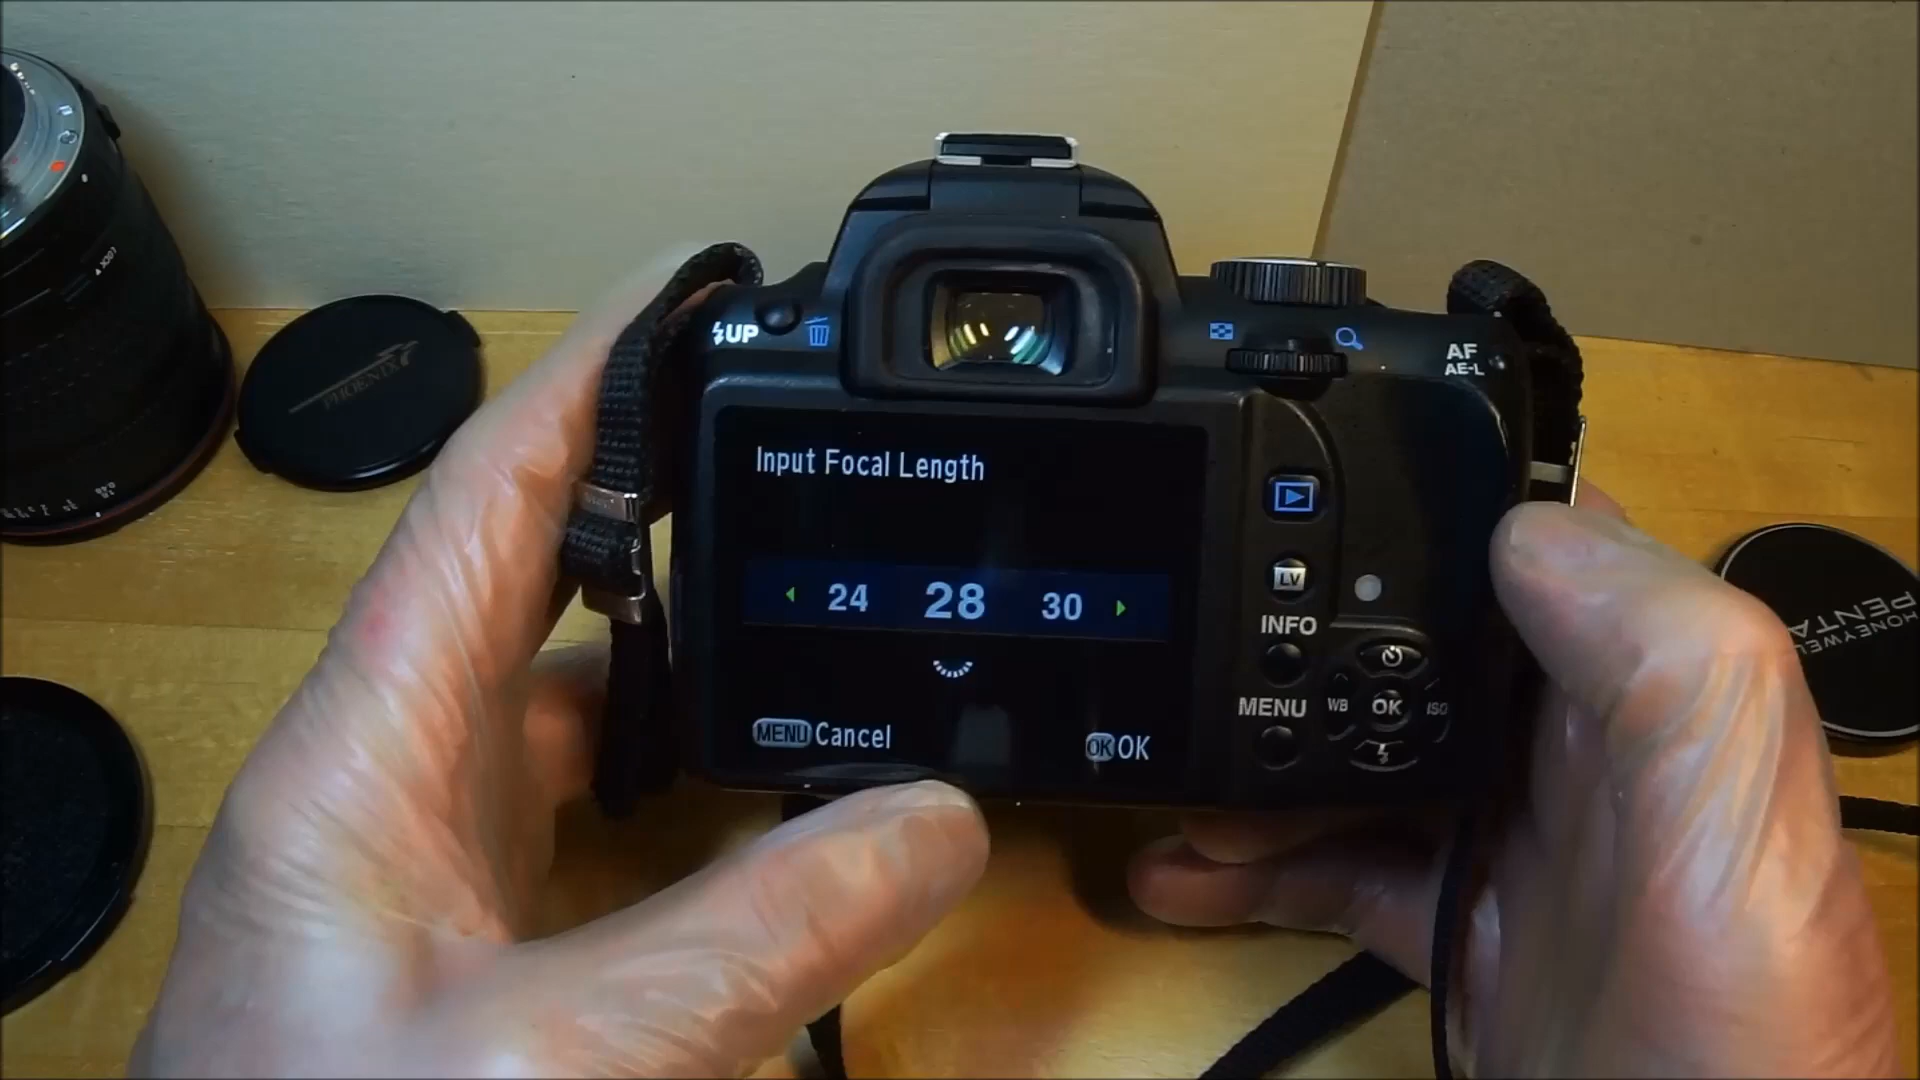 PHOENIX
UP
AF
AE-L
Input Focal Length
24 28 30
MENU Cancel
OK OK
LV
INFO
MENU
WB OK ISO
HONEYWELL
PENTA